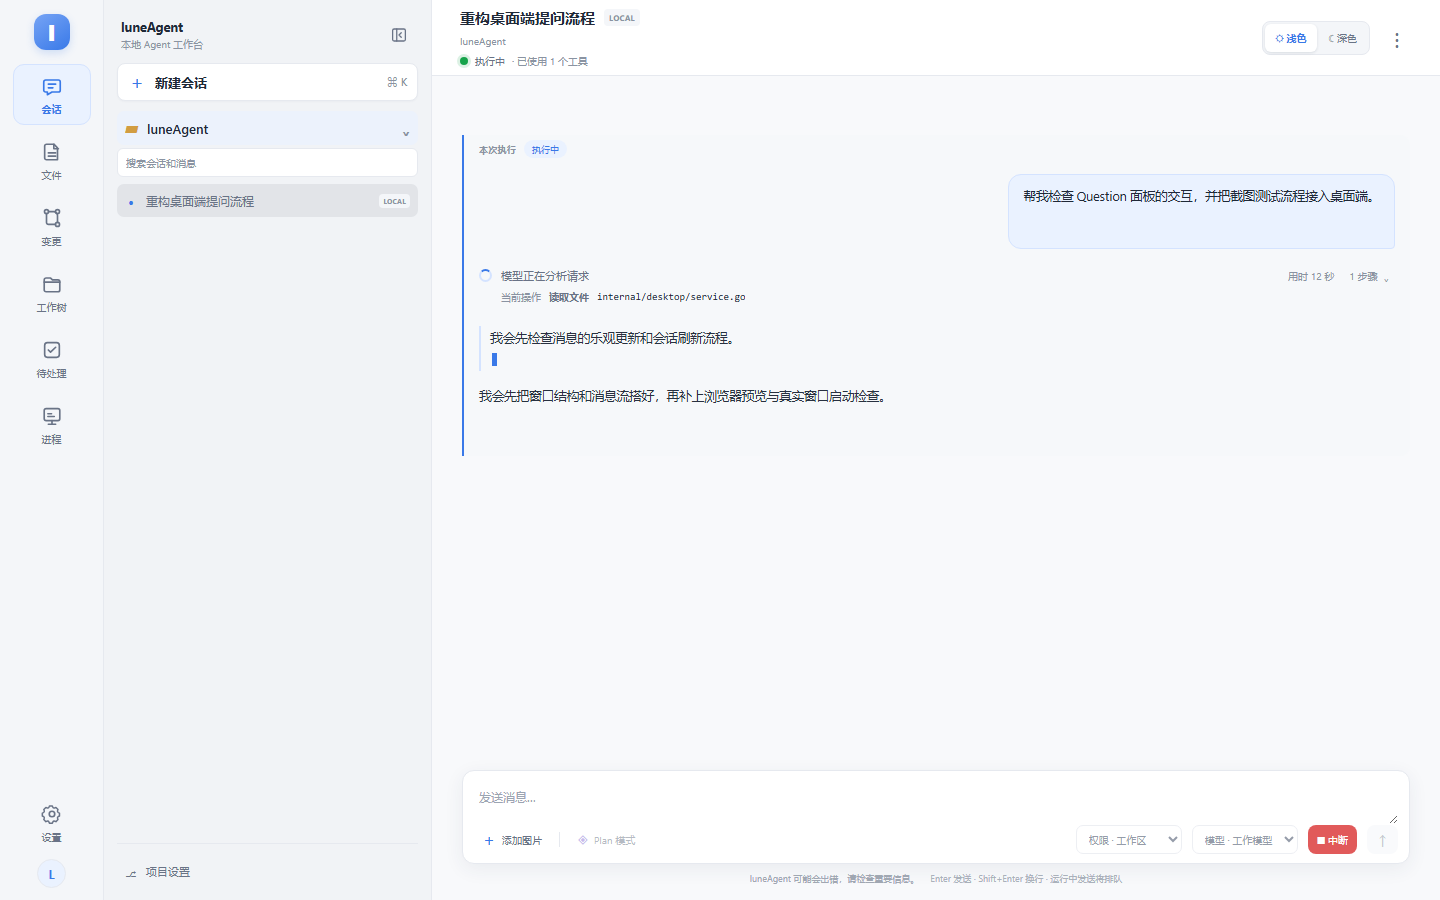 会话
文件
变更
工作树
待处理
进程
设置
L
luneAgent
本地 Agent 工作台
新建会话 ⌘ K
luneAgent
搜索会话和消息
重构桌面端提问流程 LOCAL
项目设置
重构桌面端提问流程 LOCAL
luneAgent
执行中 · 已使用 1 个工具
浅色 深色
本次执行 执行中
帮我检查 Question 面板的交互，并把截图测试流程接入桌面端。
模型正在分析请求 用时 12 秒 1 步骤
当前操作 读取文件 internal/desktop/service.go
我会先检查消息的乐观更新和会话刷新流程。
我会先把窗口结构和消息流搭好，再补上浏览器预览与真实窗口启动检查。
发送消息...
+ 添加图片 Plan 模式 权限 · 工作区 模型 · 工作模型 中断 ↑
luneAgent 可能会出错，请检查重要信息。 Enter 发送 · Shift+Enter 换行 · 运行中发送将排队